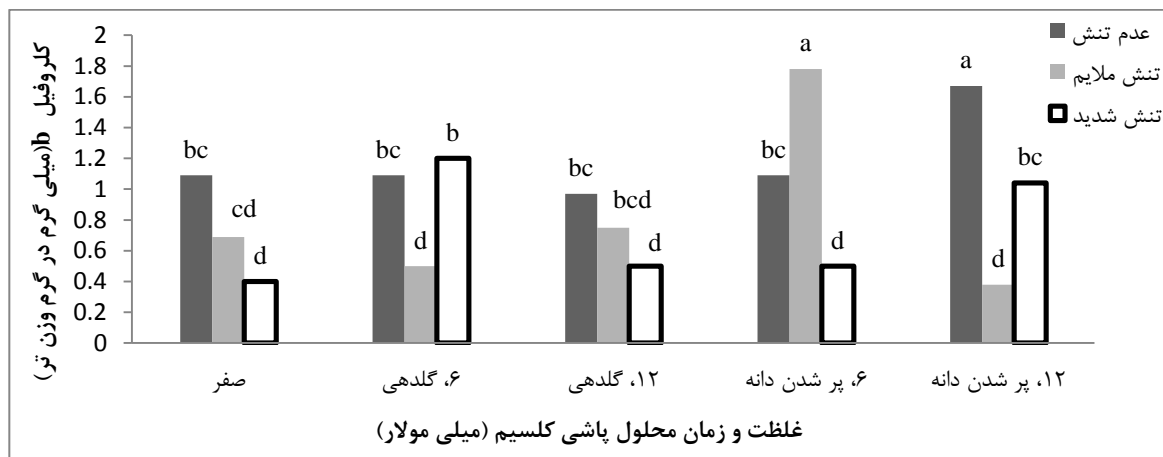 کلروفیل b(میلی گرم در گرم وزن تر)
2
1.8
1.6
1.4
1.2
1
0.8
0.6
0.4
0.2
0
عدم تنش
تنش ملایم
تنش شدید
bc
cd
d
bc
d
b
bc
bcd
d
bc
a
d
a
d
bc
صفر
۶، گلدهی
۱۲، گلدهی
۶، پر شدن دانه
۱۲، پر شدن دانه
غلظت و زمان محلول پاشی کلسیم (میلی مولار)